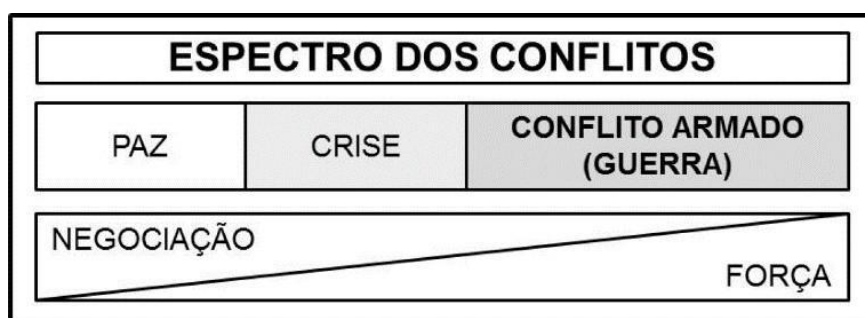 ESPECTRO DOS CONFLITOS
PAZ
CRISE
CONFLITO ARMADO
(GUERRA)
NEGOCIAÇÃO
FORÇA